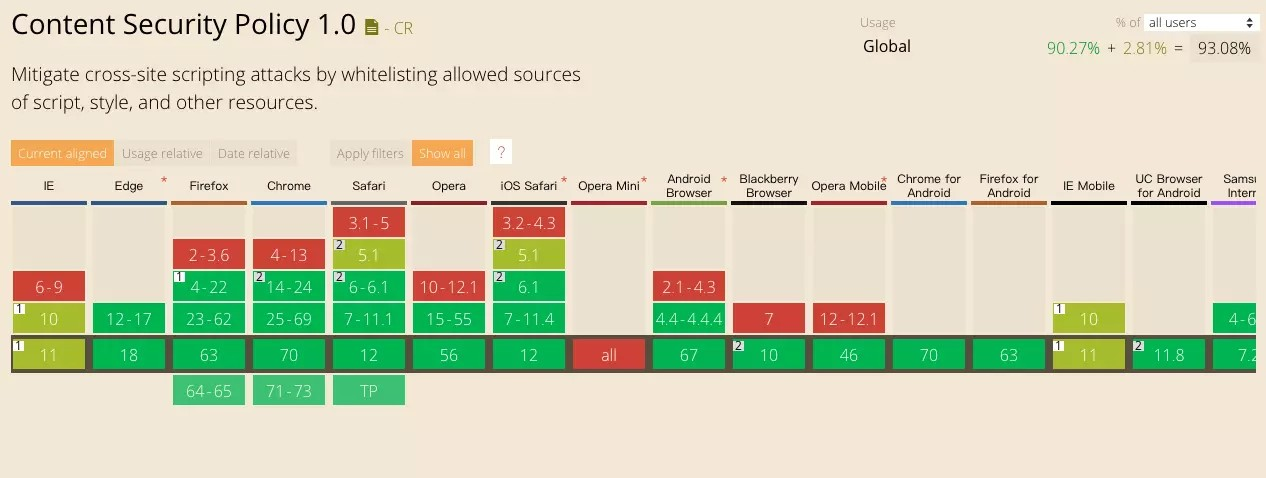 Content Security Policy 1.0 - CR
Usage % of all users
Global 90.27% + 2.81% = 93.08%
Mitigate cross-site scripting attacks by whitelisting allowed sources
of script, style, and other resources.
Current aligned Usage relative Date relative Apply filters Show all ?
IE Edge * Firefox Chrome Safari Opera iOS Safari * Opera Mini * Android Browser * Blackberry Browser Opera Mobile * Chrome for Android Firefox for Android IE Mobile UC Browser for Android Samsu Intern
3.1-5 3.2-4.3
2-3.6 4-13 2 5.1 2 5.1
6-9 1 4-22 2 14-24 2 6-6.1 10-12.1 2 6.1 2.1-4.3
1 10 12-17 23-62 25-69 7-11.1 15-55 7-11.4 4.4-4.4.4 7 12-12.1 1 10 4-6
1 11 18 63 70 12 56 12 all 67 2 10 46 70 63 1 11 2 11.8 7.2
64-65 71-73 TP